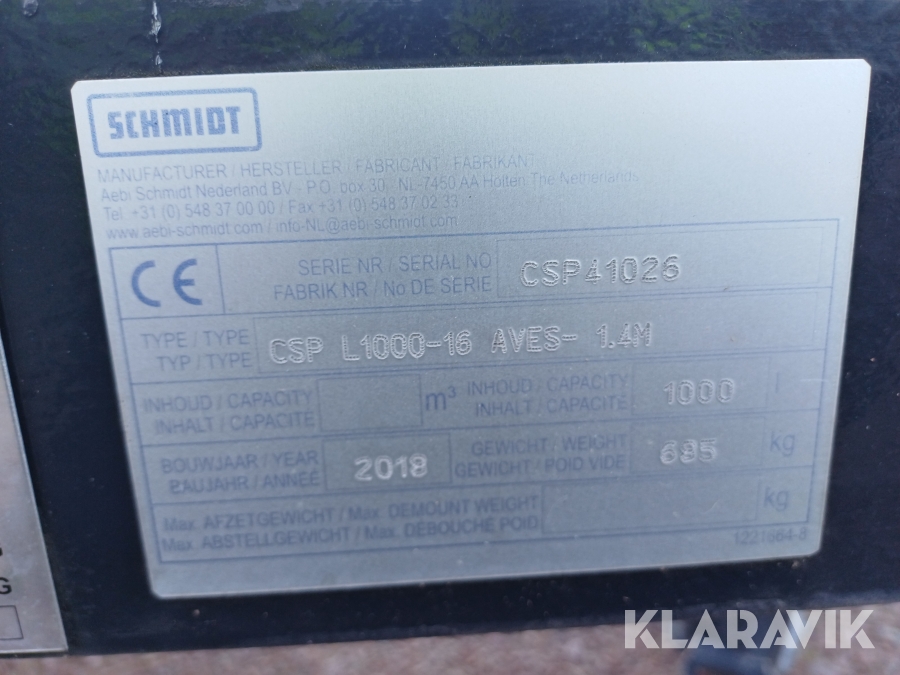 SCHMIDT
MANUFACTURER / HERSTELLER / FABRICANT / FABRIKANT
Aebi Schmidt Nederland BV - P.O. box 30, NL-7450 AA Holten The Netherlands
Tel. +31 (0) 548 37 00 00 / Fax +31 (0) 548 37 02 33
www.aebi-schmidt.com / info-NL@aebi-schmidt.com
CE
SERIE NR / SERIAL NO
FABRIK NR / No DE SERIE
CSP41026
TYPE / TYPE
TYP / TYPE
CSP L1000-16 AVES- 1.4M
INHOUD / CAPACITY
INHALT / CAPACITE
m³
INHOUD / CAPACITY
INHALT / CAPACITE
1000
l
BOUWJAAR / YEAR
BAUJAHR / ANNÉE
2018
GEWICHT / WEIGHT
GEWICHT / POID VIDE
685
kg
Max. AFZETGEWICHT / Max. DEMOUNT WEIGHT
Max. ABSTELLGEWICHT / Max. DEBOUCHÉ POID
kg
1221664-8
G
KLARAVIK